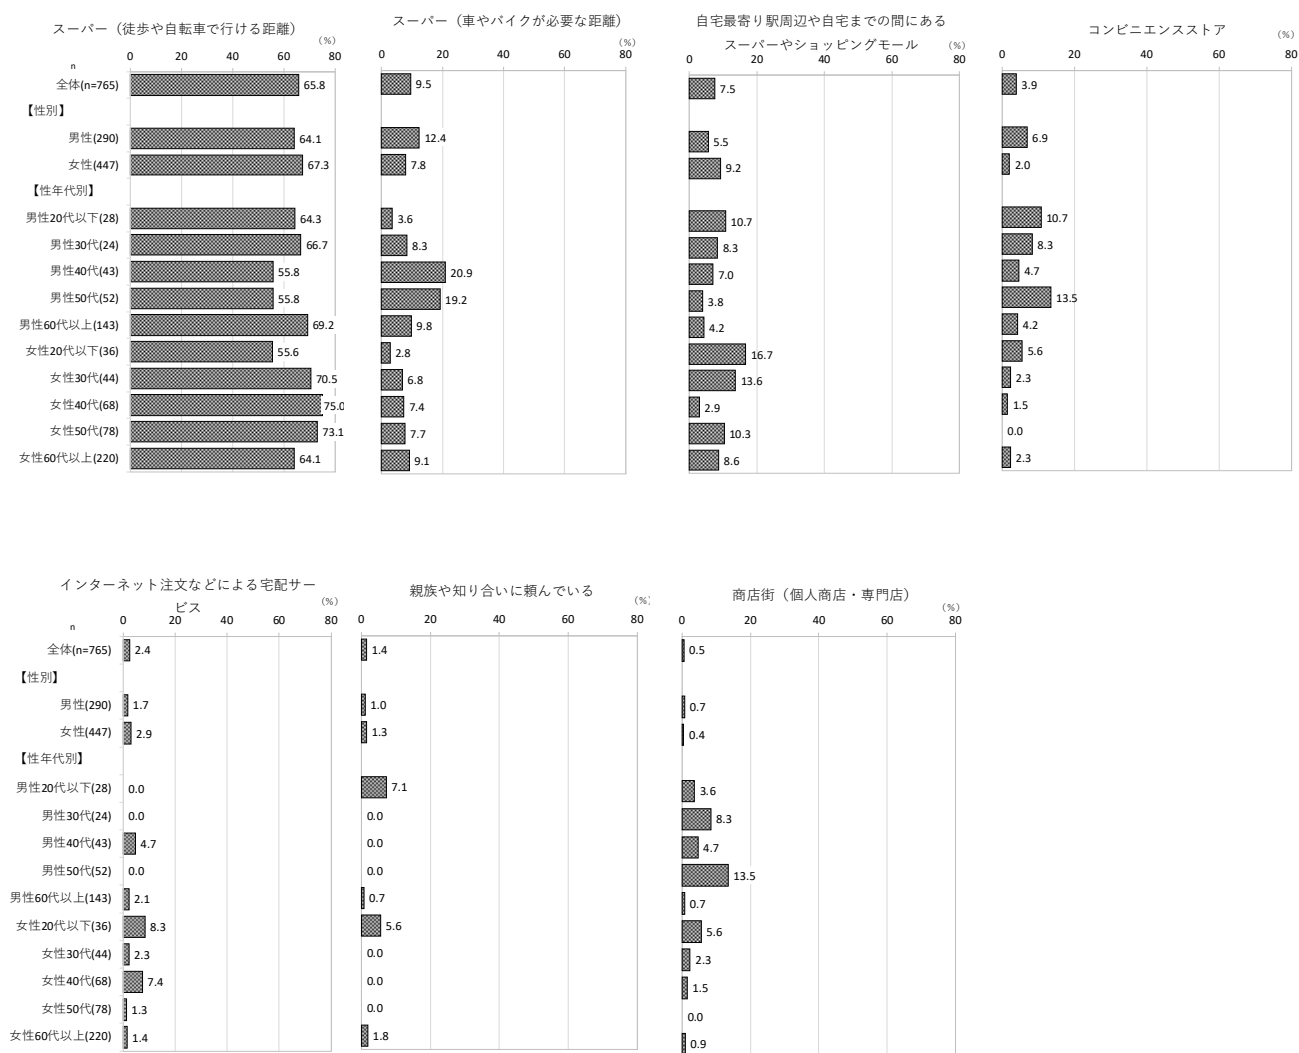 スーパー（徒歩や自転車で行ける距離）
(%)
n
0 20 40 60 80
全体(n=765) 65.8
【性別】
男性(290) 64.1
女性(447) 67.3
【性年代別】
男性20代以下(28) 64.3
男性30代(24) 66.7
男性40代(43) 55.8
男性50代(52) 55.8
男性60代以上(143) 69.2
女性20代以下(36) 55.6
女性30代(44) 70.5
女性40代(68) 75.0
女性50代(78) 73.1
女性60代以上(220) 64.1
スーパー（車やバイクが必要な距離）
(%)
0 20 40 60 80
9.5
12.4
7.8
3.6
8.3
20.9
19.2
9.8
2.8
6.8
7.4
7.7
9.1
自宅最寄り駅周辺や自宅までの間にある
スーパーやショッピングモール
(%)
0 20 40 60 80
7.5
5.5
9.2
10.7
8.3
7.0
3.8
4.2
16.7
13.6
2.9
10.3
8.6
コンビニエンスストア
(%)
0 20 40 60 80
3.9
6.9
2.0
10.7
8.3
4.7
13.5
4.2
5.6
2.3
1.5
0.0
2.3
インターネット注文などによる宅配サー
ビス
(%)
n
0 20 40 60 80
全体(n=765) 2.4
【性別】
男性(290) 1.7
女性(447) 2.9
【性年代別】
男性20代以下(28) 0.0
男性30代(24) 0.0
男性40代(43) 4.7
男性50代(52) 0.0
男性60代以上(143) 2.1
女性20代以下(36) 8.3
女性30代(44) 2.3
女性40代(68) 7.4
女性50代(78) 1.3
女性60代以上(220) 1.4
親族や知り合いに頼んでいる
(%)
0 20 40 60 80
1.4
1.0
1.3
7.1
0.0
0.0
0.0
0.7
5.6
0.0
0.0
0.0
1.8
商店街（個人商店・専門店）
(%)
0 20 40 60 80
0.5
0.7
0.4
3.6
8.3
4.7
13.5
0.7
5.6
2.3
1.5
0.0
0.9